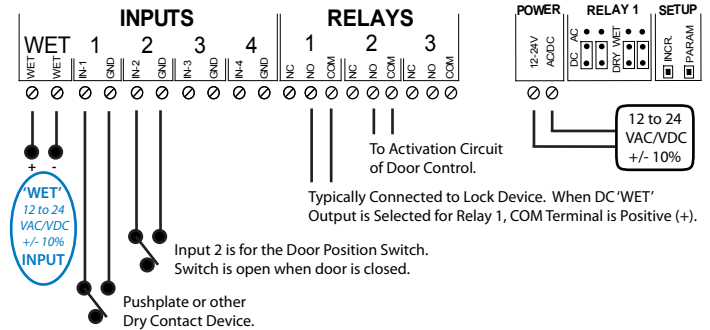 INPUTS
RELAYS
POWER
RELAY 1
SETUP
WET 1 2 3 4 1 2 3
WET
WET
IN-1
GND
IN-2
GND
IN-3
GND
IN-4
GND
NC
NO
COM
NC
NO
COM
NC
NO
COM
12-24V
AC/DC
DC AC
DRY WET
INCR.
PARAM
+ -
'WET'
12 to 24
VAC/VDC
+/- 10%
INPUT
To Activation Circuit
of Door Control.
12 to 24
VAC/VDC
+/- 10%
Typically Connected to Lock Device. When DC 'WET'
Output is Selected for Relay 1, COM Terminal is Positive (+).
Input 2 is for the Door Position Switch.
Switch is open when door is closed.
Pushplate or other
Dry Contact Device.